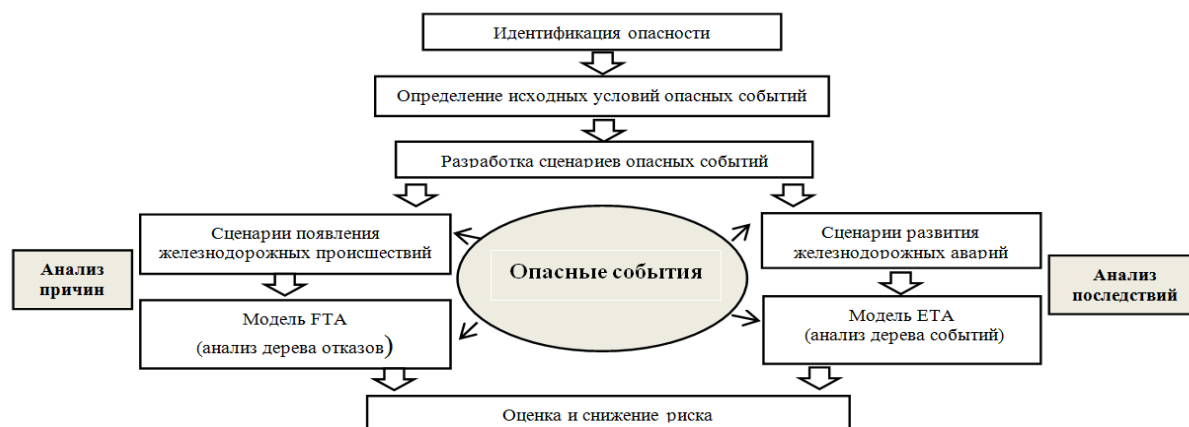 Идентификация опасности
Определение исходных условий опасных событий
Разработка сценариев опасных событий
Сценарии появления
железнодорожных происшествий
Сценарии развития
железнодорожных аварий
Анализ
причин
Опасные события
Анализ
последствий
Модель FTA
(анализ дерева отказов)
Модель ETA
(анализ дерева событий)
Оценка и снижение риска